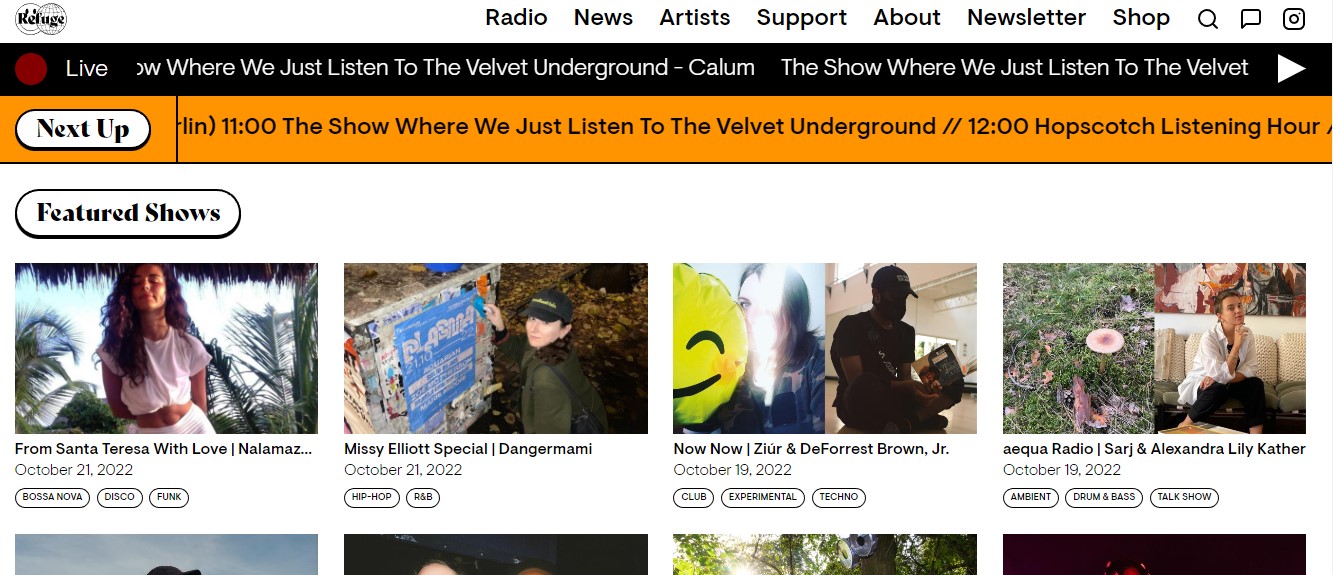 Refuge
Radio News Artists Support About Newsletter Shop
Live ow Where We Just Listen To The Velvet Underground - Calum The Show Where We Just Listen To The Velvet
Next Up rlin) 11:00 The Show Where We Just Listen To The Velvet Underground // 12:00 Hopscotch Listening Hour /
Featured Shows
From Santa Teresa With Love | Nalamaz...
October 21, 2022
BOSSA NOVA DISCO FUNK
Missy Elliott Special | Dangermami
October 21, 2022
HIP-HOP R&B
Now Now | Ziúr & DeForrest Brown, Jr.
October 19, 2022
CLUB EXPERIMENTAL TECHNO
aequa Radio | Sarj & Alexandra Lily Kather
October 19, 2022
AMBIENT DRUM & BASS TALK SHOW